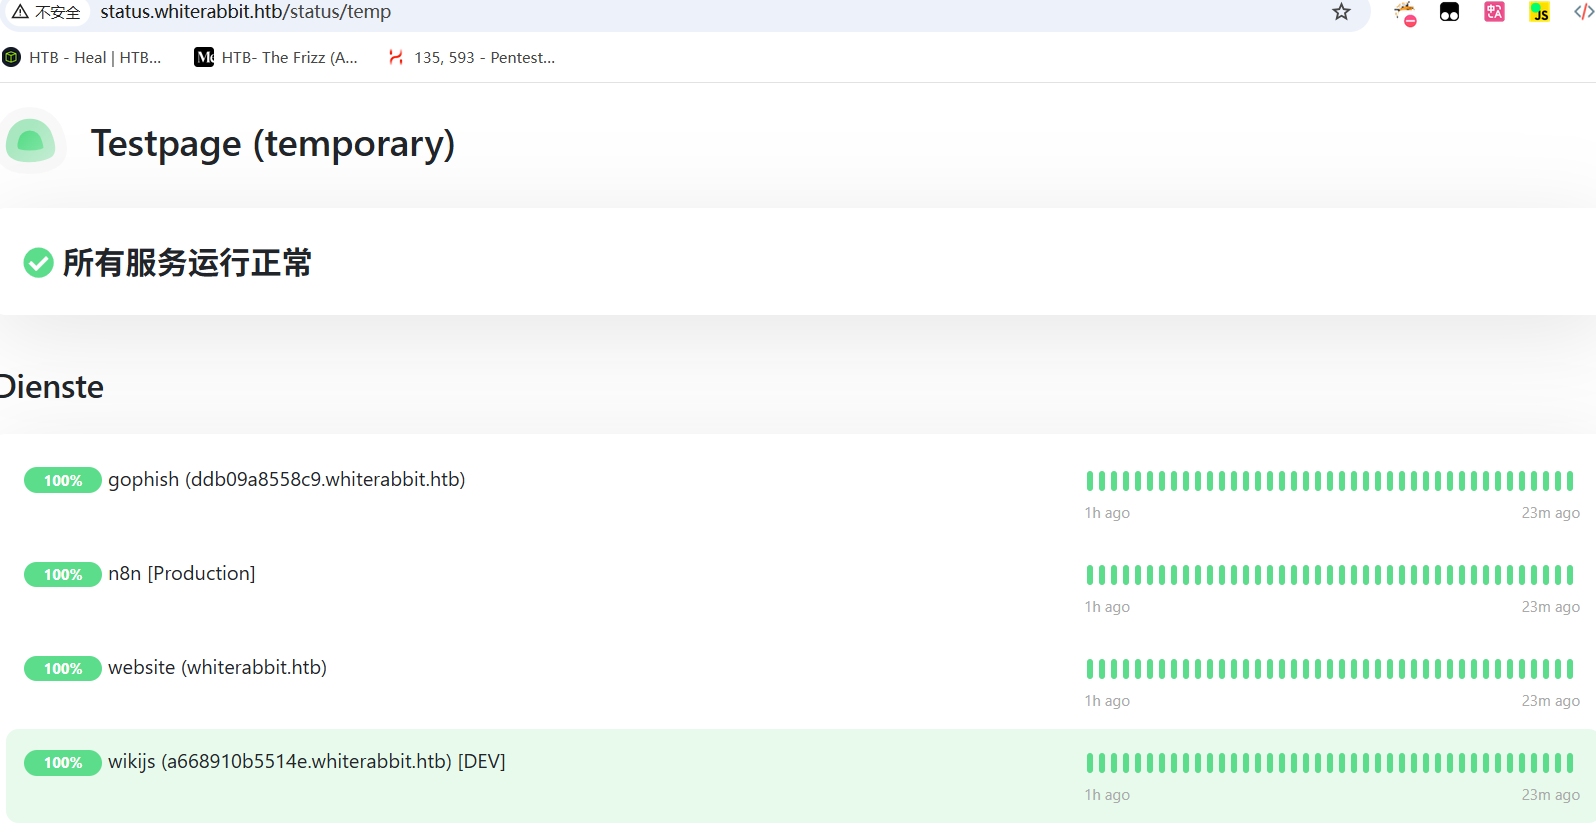 不安全 status.whiterabbit.htb/status/temp
HTB - Heal | HTB... HTB- The Frizz (A... 135, 593 - Pentest...
Testpage (temporary)
所有服务运行正常
Dienste
100% gophish (ddb09a8558c9.whiterabbit.htb)
1h ago 23m ago
100% n8n [Production]
1h ago 23m ago
100% website (whiterabbit.htb)
1h ago 23m ago
100% wikijs (a668910b5514e.whiterabbit.htb) [DEV]
1h ago 23m ago